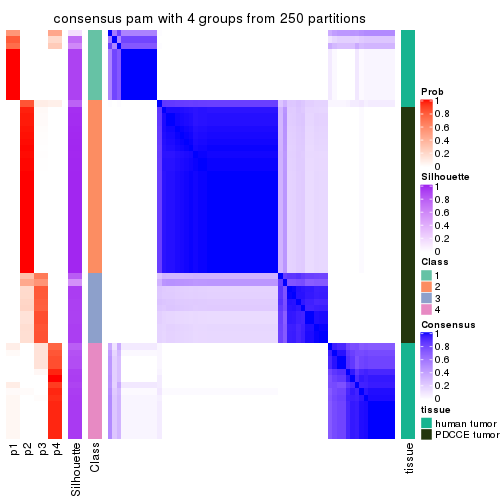 consensus pam with 4 groups from 250 partitions
Prob
1
0.8
0.6
0.4
0.2
0
Silhouette
1
0.8
0.6
0.4
0.2
0
Class
1
2
3
4
Consensus
1
0.8
0.6
0.4
0.2
0
tissue
human tumor
PDCCE tumor
p1
p2
p3
p4
Silhouette
Class
tissue